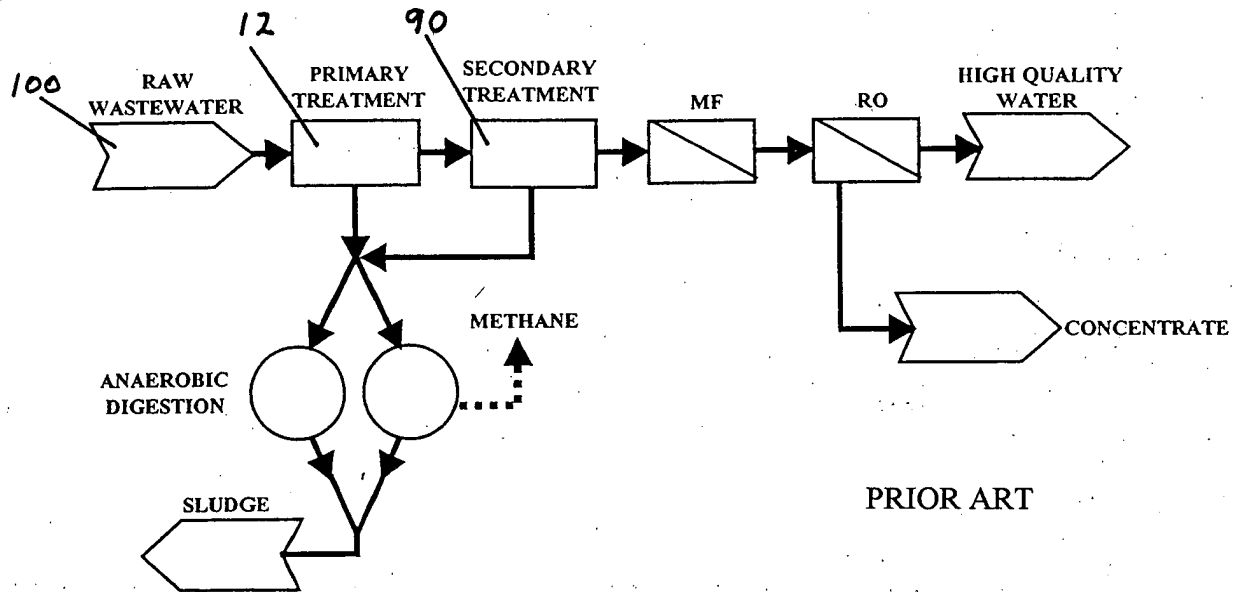 12
90
100
RAW
WASTEWATER
PRIMARY
TREATMENT
SECONDARY
TREATMENT
MF
RO
HIGH QUALITY
WATER
METHANE
CONCENTRATE
ANAEROBIC
DIGESTION
SLUDGE
PRIOR ART